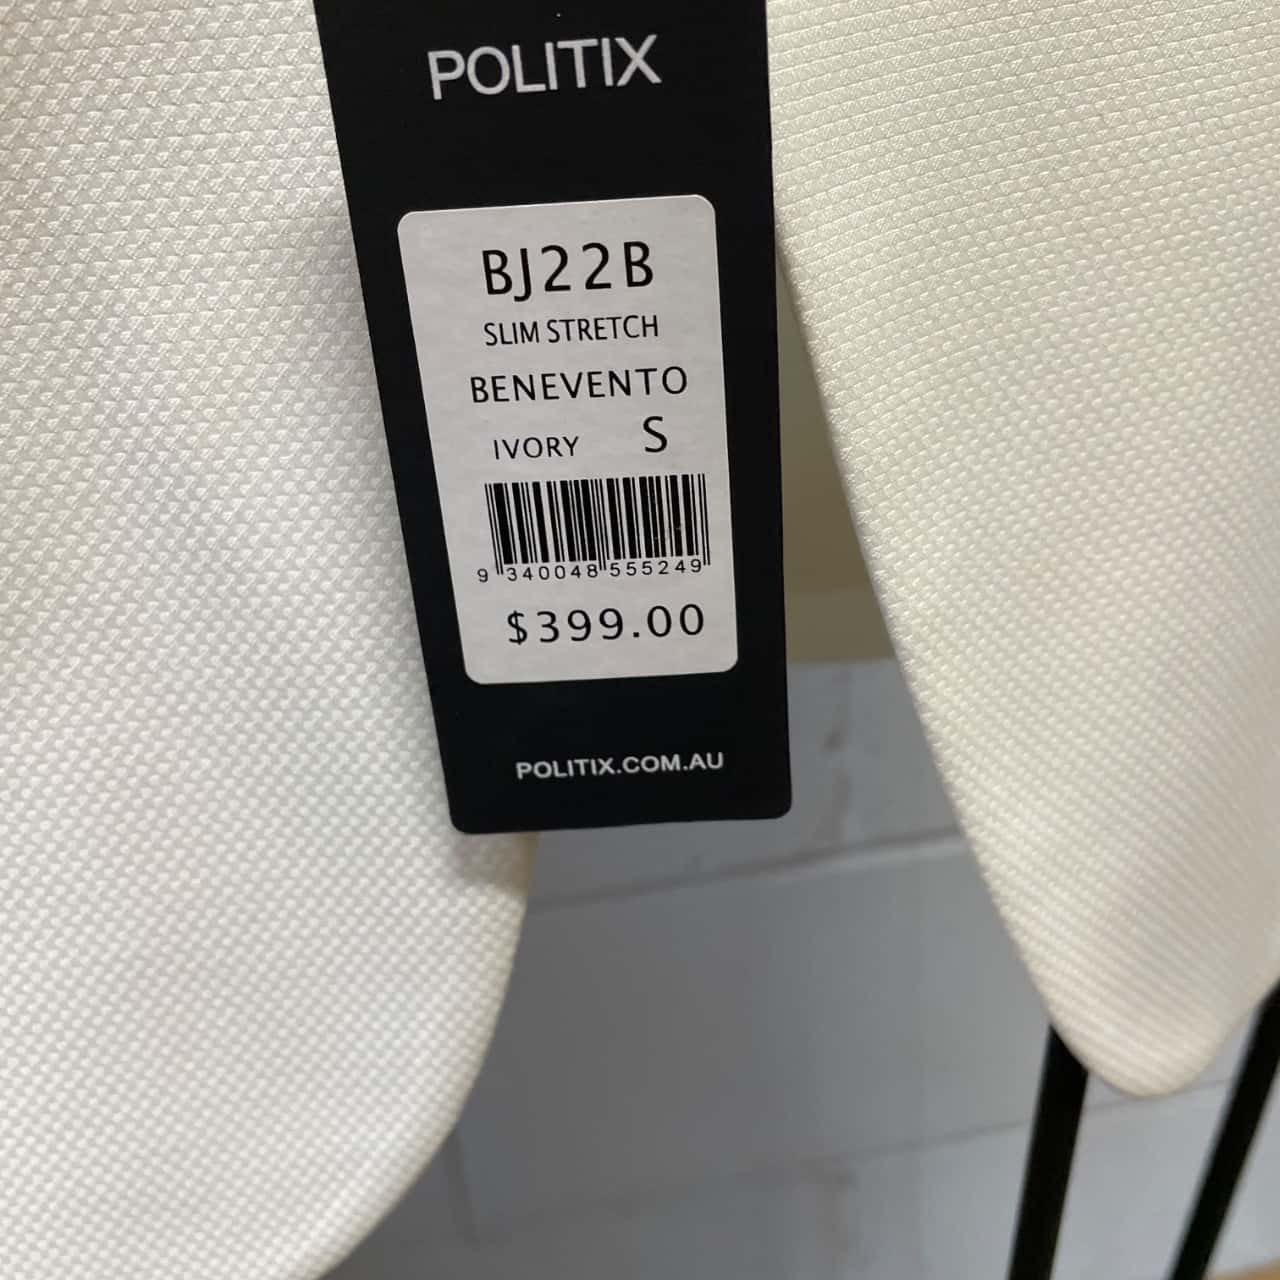 POLITIX
BJ22B
SLIM STRETCH
BENEVENTO
IVORY S
9 340048 555249
$399.00
POLITIX.COM.AU